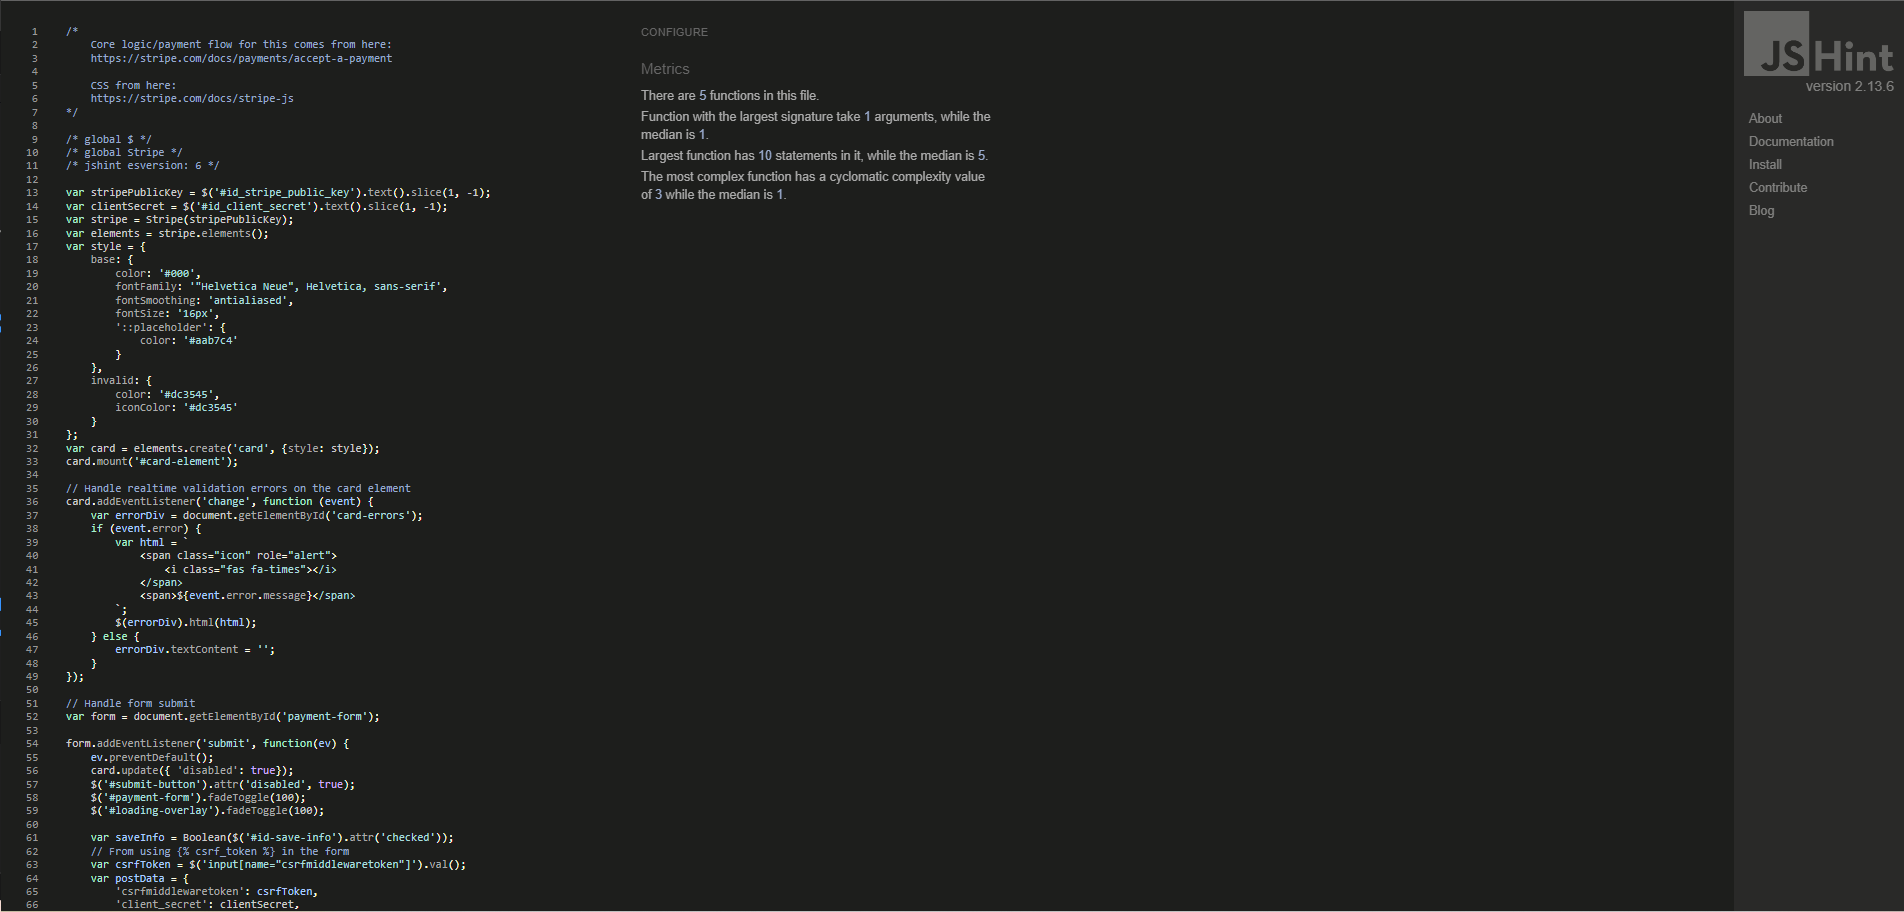 1 /*
2 Core logic/payment flow for this comes from here:
3 https://stripe.com/docs/payments/accept-a-payment
4
5 CSS from here:
6 https://stripe.com/docs/stripe-js
7 */
8
9 /* global $ */
10 /* global Stripe */
11 /* jshint esversion: 6 */
12
13 var stripePublicKey = $('#id_stripe_public_key').text().slice(1, -1);
14 var clientSecret = $('#id_client_secret').text().slice(1, -1);
15 var stripe = Stripe(stripePublicKey);
16 var elements = stripe.elements();
17 var style = {
18 base: {
19 color: '#000',
20 fontFamily: '"Helvetica Neue", Helvetica, sans-serif',
21 fontSmoothing: 'antialiased',
22 fontSize: '16px',
23 '::placeholder': {
24 color: '#aab7c4'
25 }
26 },
27 invalid: {
28 color: '#dc3545',
29 iconColor: '#dc3545'
30 }
31 };
32 var card = elements.create('card', {style: style});
33 card.mount('#card-element');
34
35 // Handle realtime validation errors on the card element
36 card.addEventListener('change', function (event) {
37 var errorDiv = document.getElementById('card-errors');
38 if (event.error) {
39 var html = `
40 <span class="icon" role="alert">
41 <i class="fas fa-times"></i>
42 </span>
43 <span>${event.error.message}</span>
44 `;
45 $(errorDiv).html(html);
46 } else {
47 errorDiv.textContent = '';
48 }
49 });
50
51 // Handle form submit
52 var form = document.getElementById('payment-form');
53
54 form.addEventListener('submit', function(ev) {
55 ev.preventDefault();
56 card.update({ 'disabled': true});
57 $('#submit-button').attr('disabled', true);
58 $('#payment-form').fadeToggle(100);
59 $('#loading-overlay').fadeToggle(100);
60
61 var saveInfo = Boolean($('#id-save-info').attr('checked'));
62 // From using {% csrf_token %} in the form
63 var csrfToken = $('input[name="csrfmiddlewaretoken"]').val();
64 var postData = {
65 'csrfmiddlewaretoken': csrfToken,
66 'client_secret': clientSecret,
CONFIGURE
Metrics
There are 5 functions in this file.
Function with the largest signature take 1 arguments, while the
median is 1.
Largest function has 10 statements in it, while the median is 5.
The most complex function has a cyclomatic complexity value
of 3 while the median is 1.
JSHint
version 2.13.6
About
Documentation
Install
Contribute
Blog